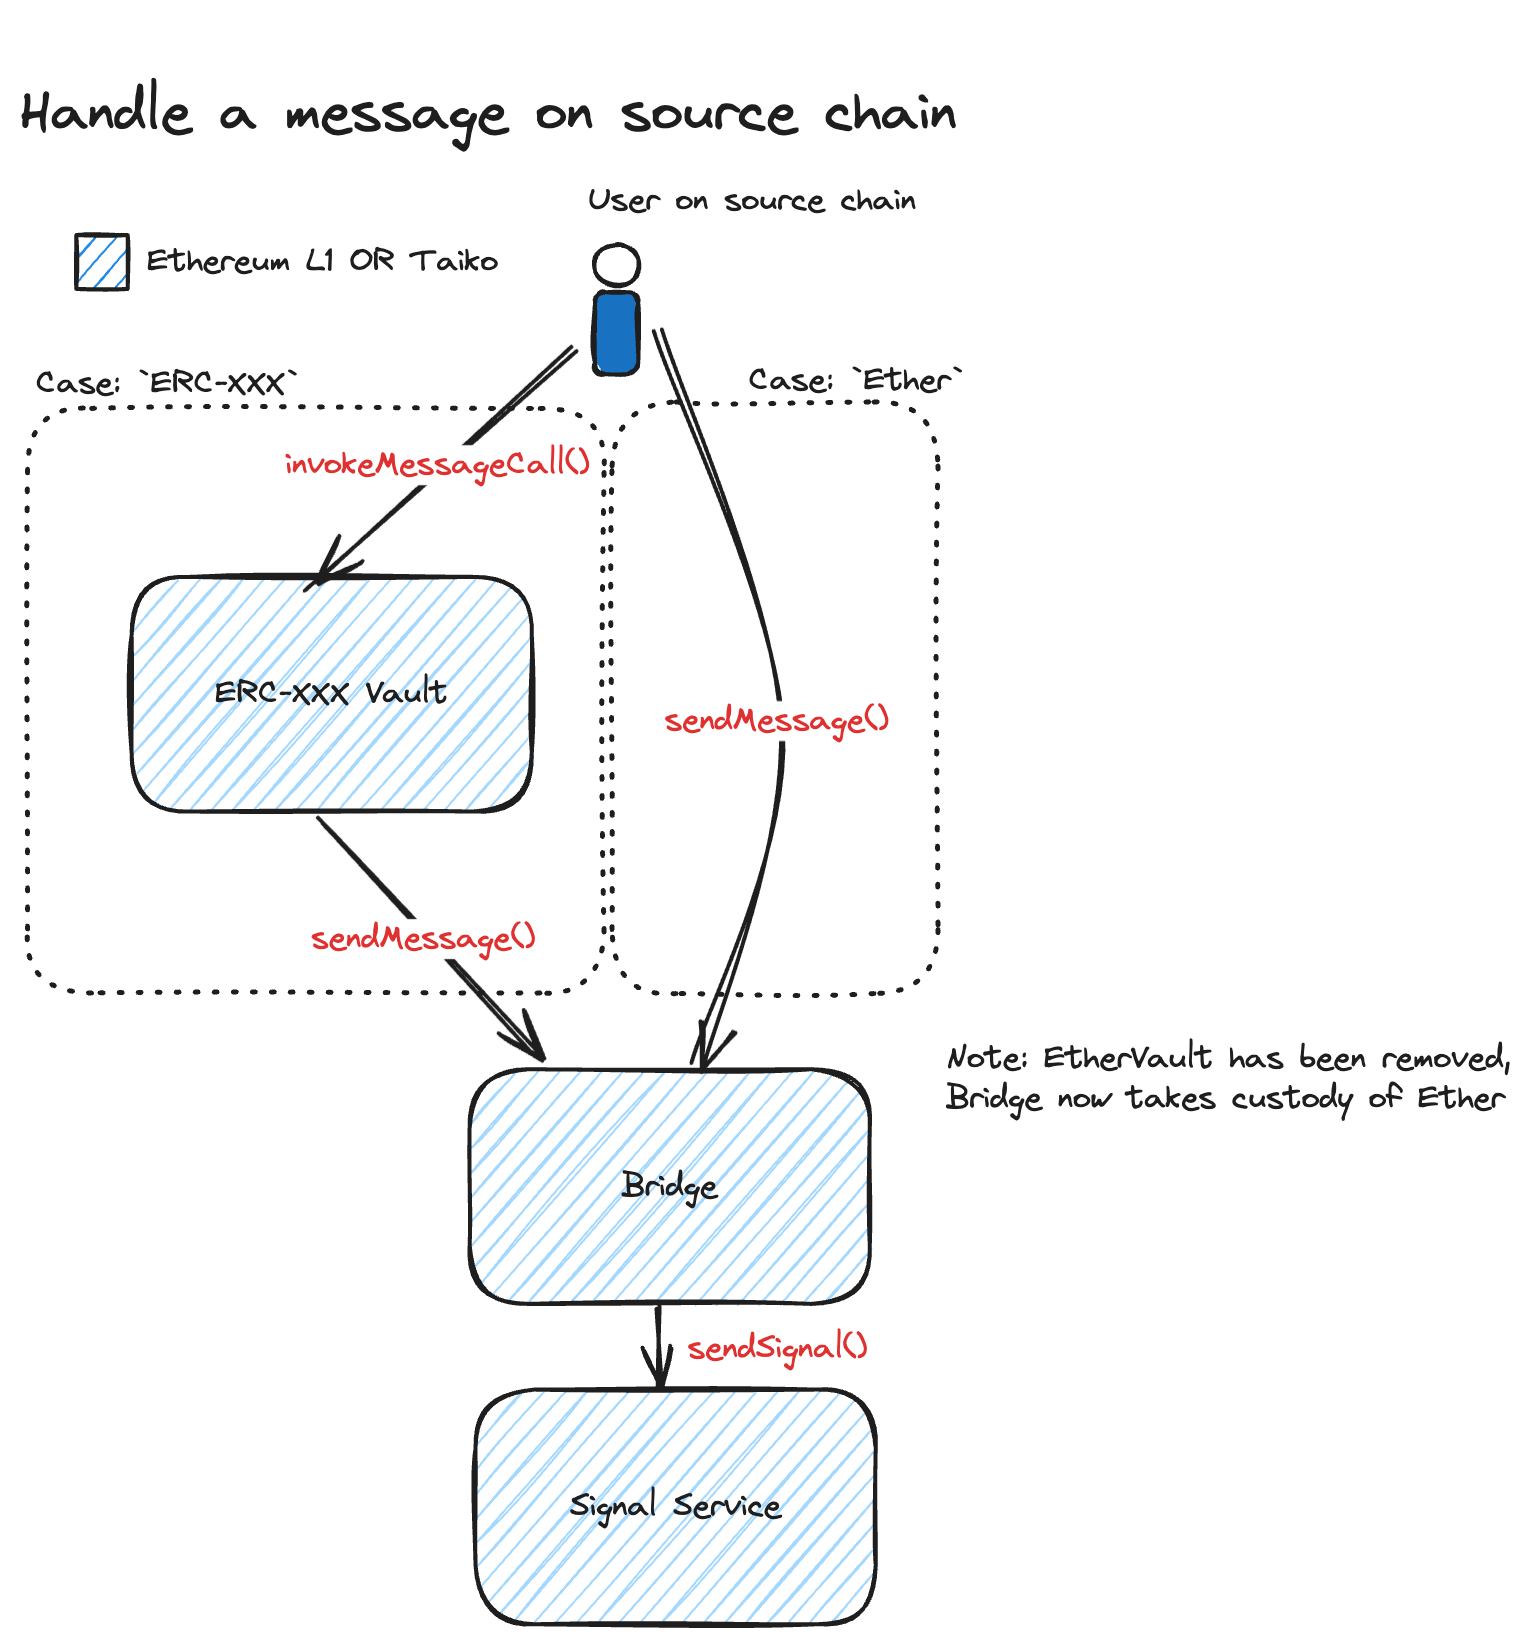 Handle a message on source chain
User on source chain
Ethereum L1 OR Taiko
Case: `ERC-XXX`
Case: `Ether`
invokeMessageCall()
ERC-XXX Vault
sendMessage()
sendMessage()
Note: EtherVault has been removed,
Bridge now takes custody of Ether
Bridge
sendSignal()
Signal Service